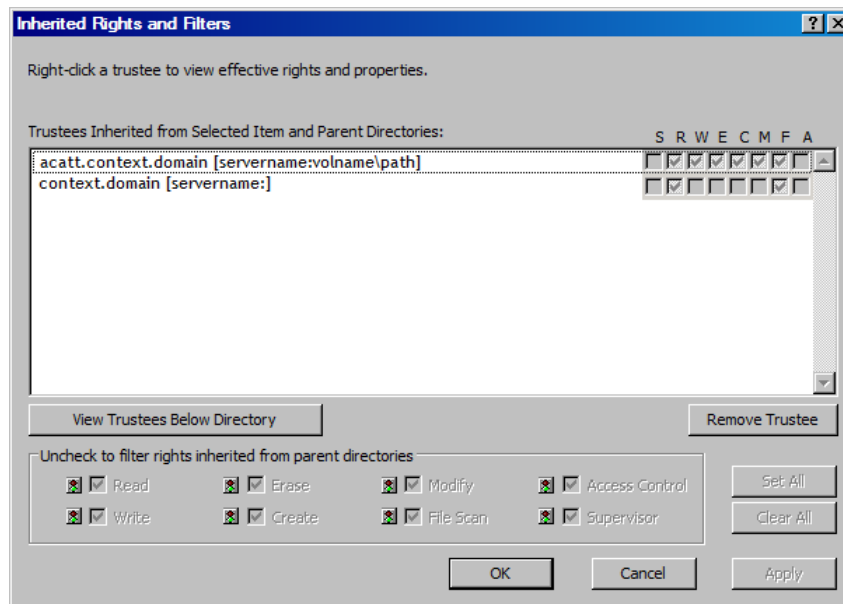 Inherited Rights and Filters
Right-click a trustee to view effective rights and properties.
Trustees Inherited from Selected Item and Parent Directories:
S R W E C M F A
acatt.context.domain [servername:volname\path]
context.domain [servername:]
View Trustees Below Directory
Remove Trustee
Uncheck to filter rights inherited from parent directories
Read Erase Modify Access Control Set All
Write Create File Scan Supervisor Clear All
OK Cancel Apply